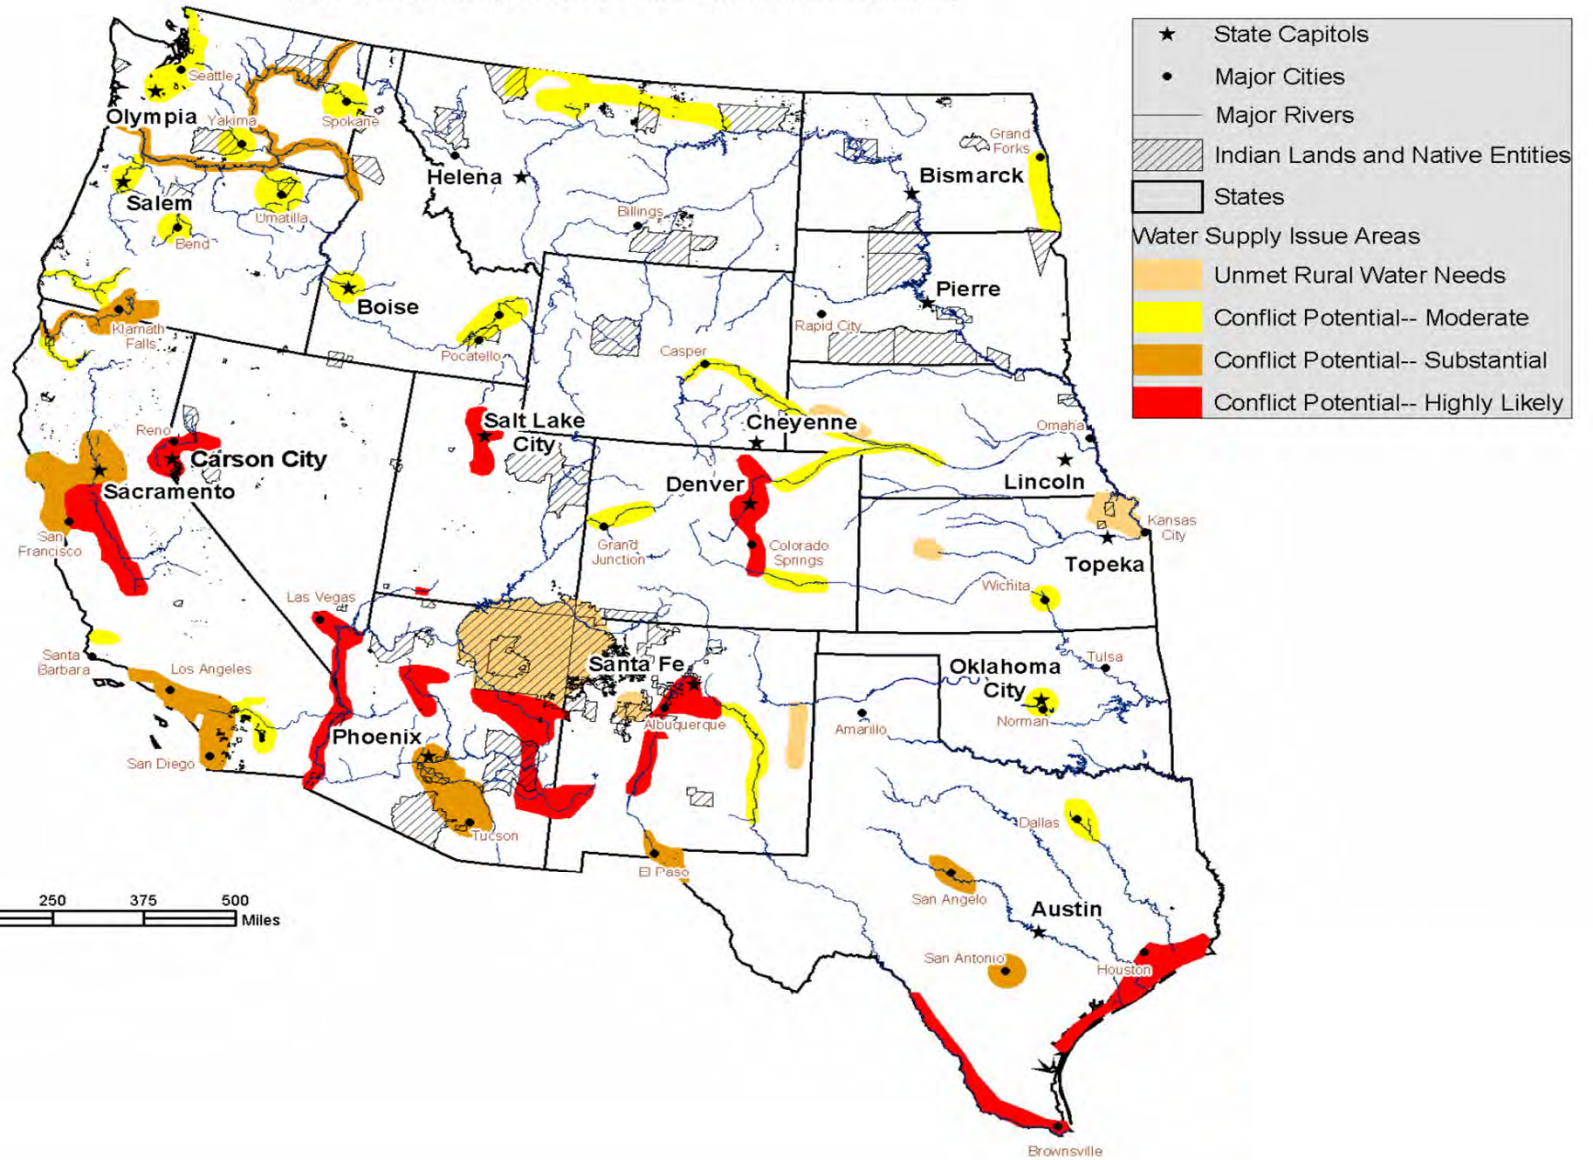 State Capitols
Major Cities
Major Rivers
Indian Lands and Native Entities
States
Water Supply Issue Areas
Unmet Rural Water Needs
Conflict Potential-- Moderate
Conflict Potential-- Substantial
Conflict Potential-- Highly Likely
Seattle
Olympia
Yakima
Spokane
Grand
Forks
Helena
Bismarck
Salem
Umatilla
Bend
Billings
Boise
Pierre
Klamath
Falls
Rapid City
Pocatello
Casper
Reno
Salt Lake
City
Cheyenne
Omaha
Carson City
Sacramento
Denver
Lincoln
San
Francisco
Grand
Junction
Colorado
Springs
Kansas
City
Topeka
Wichita
Las Vegas
Santa
Barbara
Los Angeles
Santa Fe
Oklahoma
City
Tulsa
Norman
Albuquerque
Amarillo
Phoenix
San Diego
Tucson
Dallas
El Paso
San Angelo
Austin
250 375 500
Miles
San Antonio
Houston
Brownsville